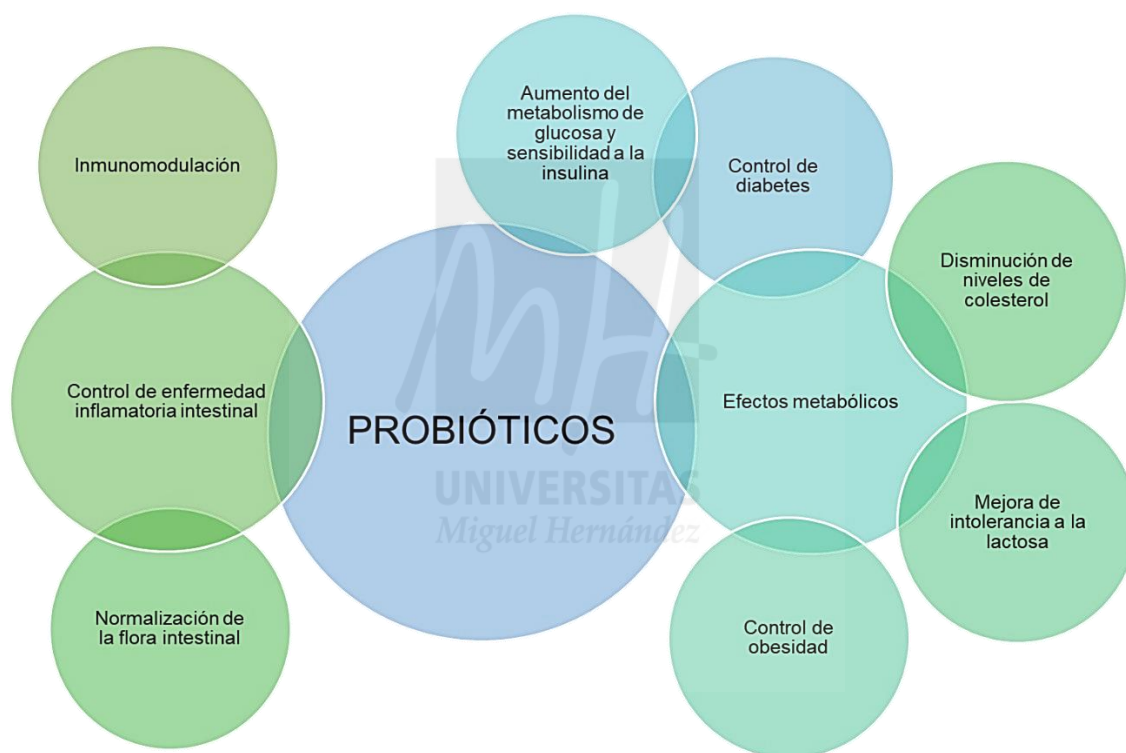 Inmunomodulación
Control de enfermedad
inflamatoria intestinal
Normalización de
la flora intestinal
PROBIÓTICOS
Aumento del
metabolismo de
glucosa y
sensibilidad a la
insulina
Control de
diabetes
Efectos metabólicos
Disminución de
niveles de
colesterol
Mejora de
intolerancia a la
lactosa
Control de
obesidad
UNIVERSITAS
Miguel Hernández